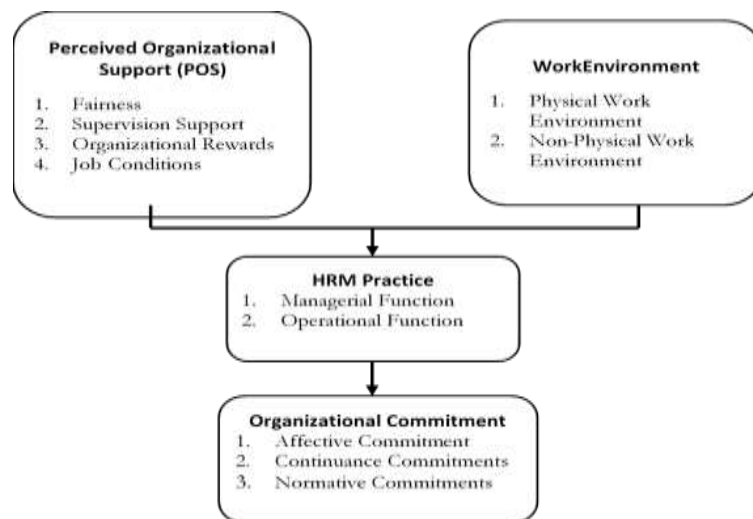 Perceived Organizational
Support (POS)
1. Fairness
2. Supervision Support
3. Organizational Rewards
4. Job Conditions
WorkEnvironment
1. Physical Work
Environment
2. Non-Physical Work
Environment
HRM Practice
1. Managerial Function
2. Operational Function
Organizational Commitment
1. Affective Commitment
2. Continuance Commitments
3. Normative Commitments